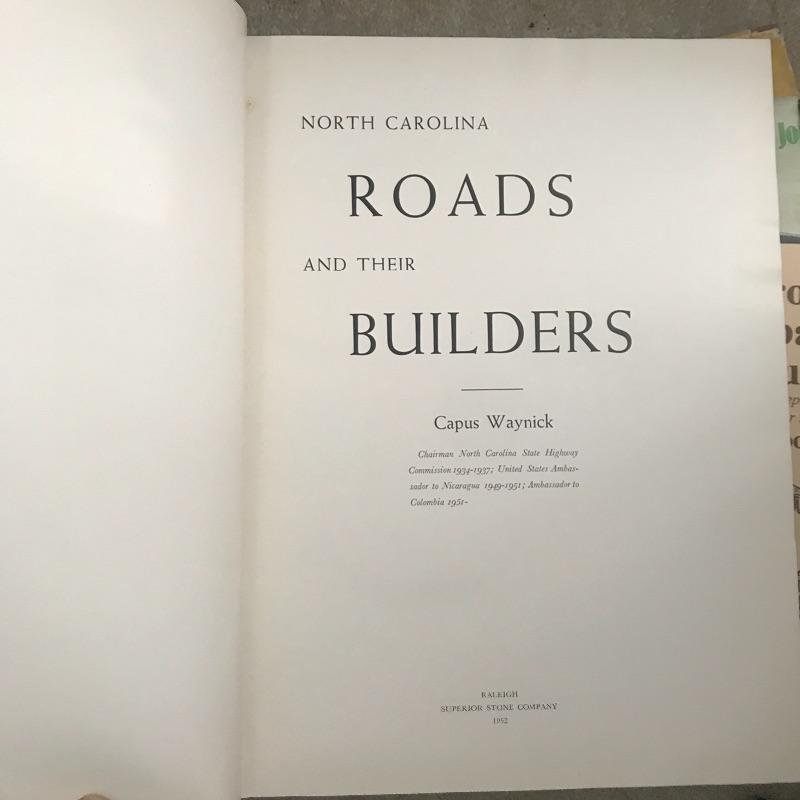 NORTH CAROLINA
ROADS
AND THEIR
BUILDERS
Capus Waynick
Chairman North Carolina State Highway
Commission 1934-1937; United States Ambas-
sador to Nicaragua 1949-1951; Ambassador to
Colombia 1951-
RALEIGH
SUPERIOR STONE COMPANY
1952